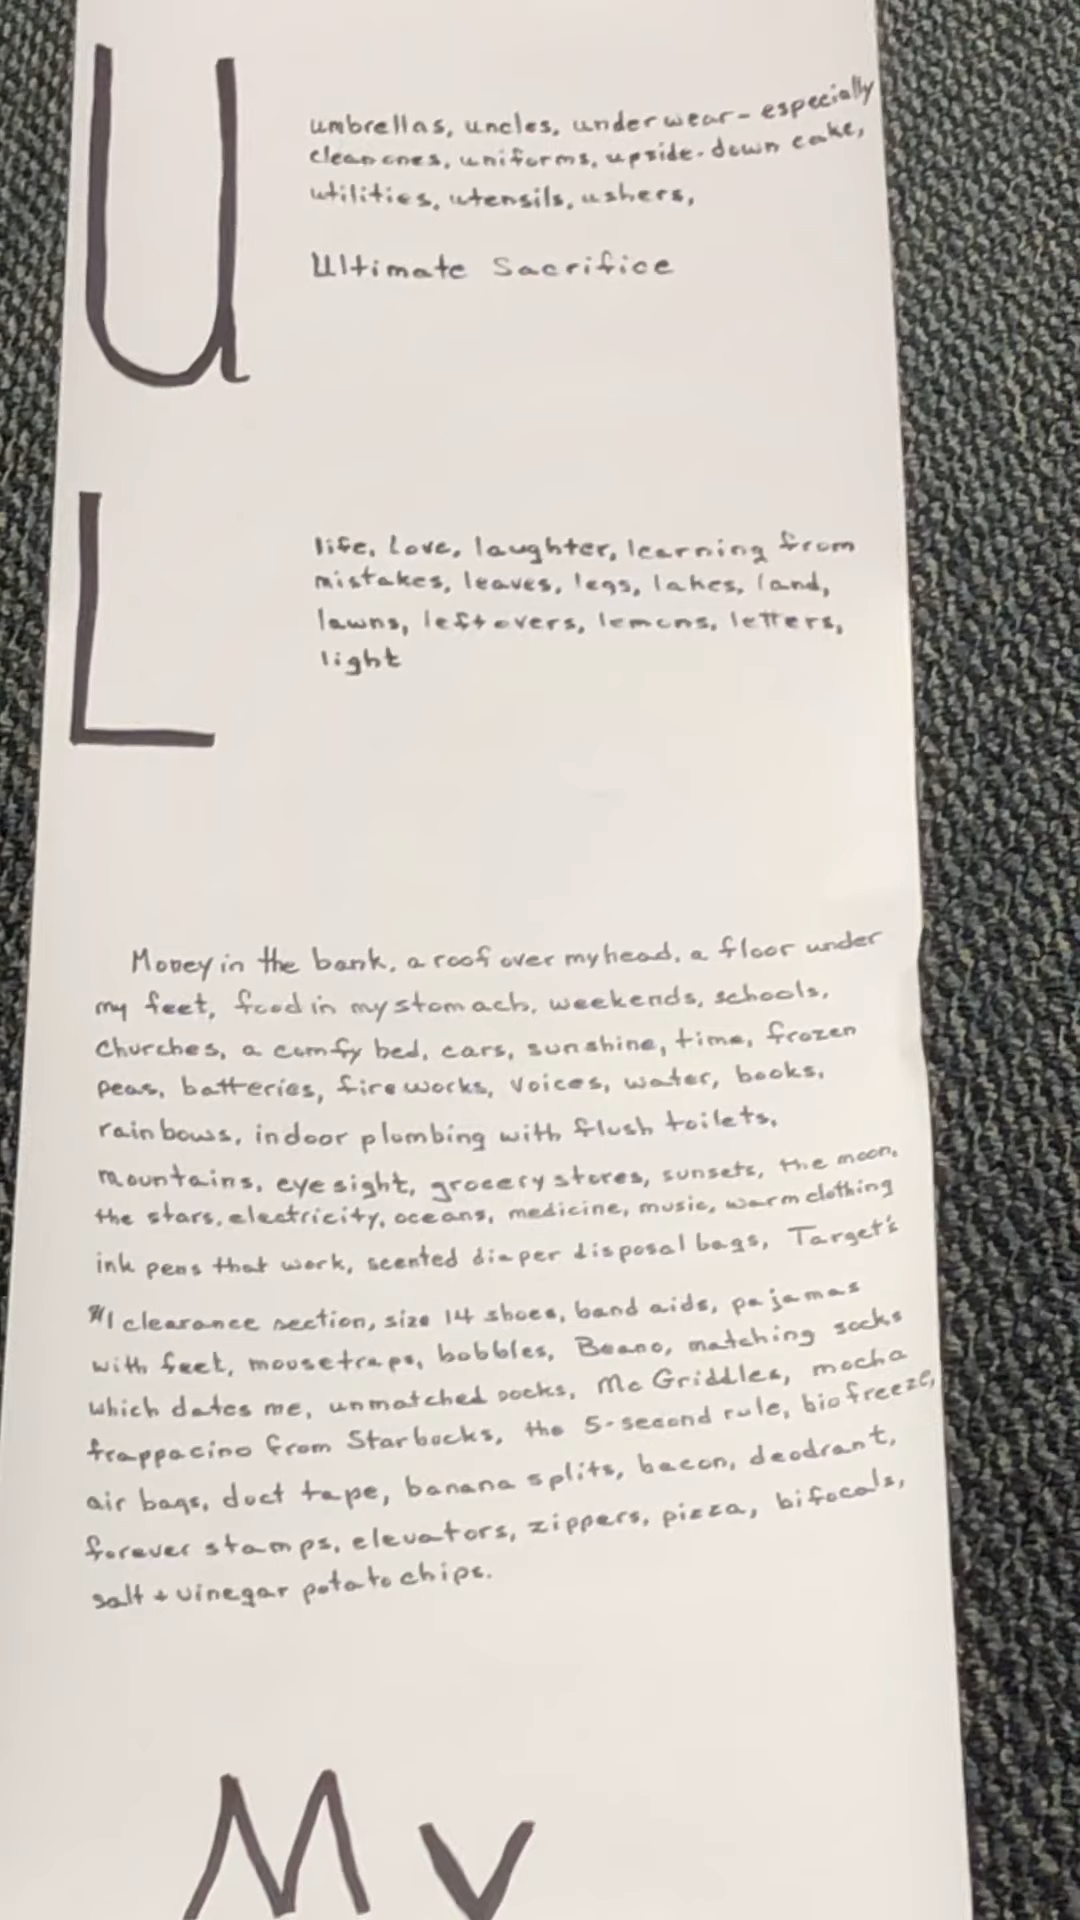 U
umbrellas, uncles, underwear - especially
clean ones, uniforms, upside-down cake,
utilities, utensils, ushers,
Ultimate Sacrifice
L
life, love, laughter, learning from
mistakes, leaves, legs, lakes, land,
lawns, leftovers, lemons, letters,
light
Money in the bank, a roof over my head, a floor under
my feet, food in my stomach, weekends, schools,
churches, a comfy bed, cars, sunshine, time, frozen
peas, batteries, fireworks, voices, water, books,
rainbows, indoor plumbing with flush toilets,
mountains, eyesight, grocery stores, sunsets, the moon,
the stars, electricity, oceans, medicine, music, warm clothing
ink pens that work, scented diaper disposal bags, Target's
#1 clearance section, size 14 shoes, band aids, pajamas
with feet, mousetraps, bobbles, Beano, matching socks
which dates me, unmatched socks, McGriddles, mocha
frappacino from Starbucks, the 5-second rule, biofreeze,
air bags, duct tape, banana splits, bacon, deodrant,
forever stamps, elevators, zippers, pizza, bifocals,
salt + vinegar potato chips.
My